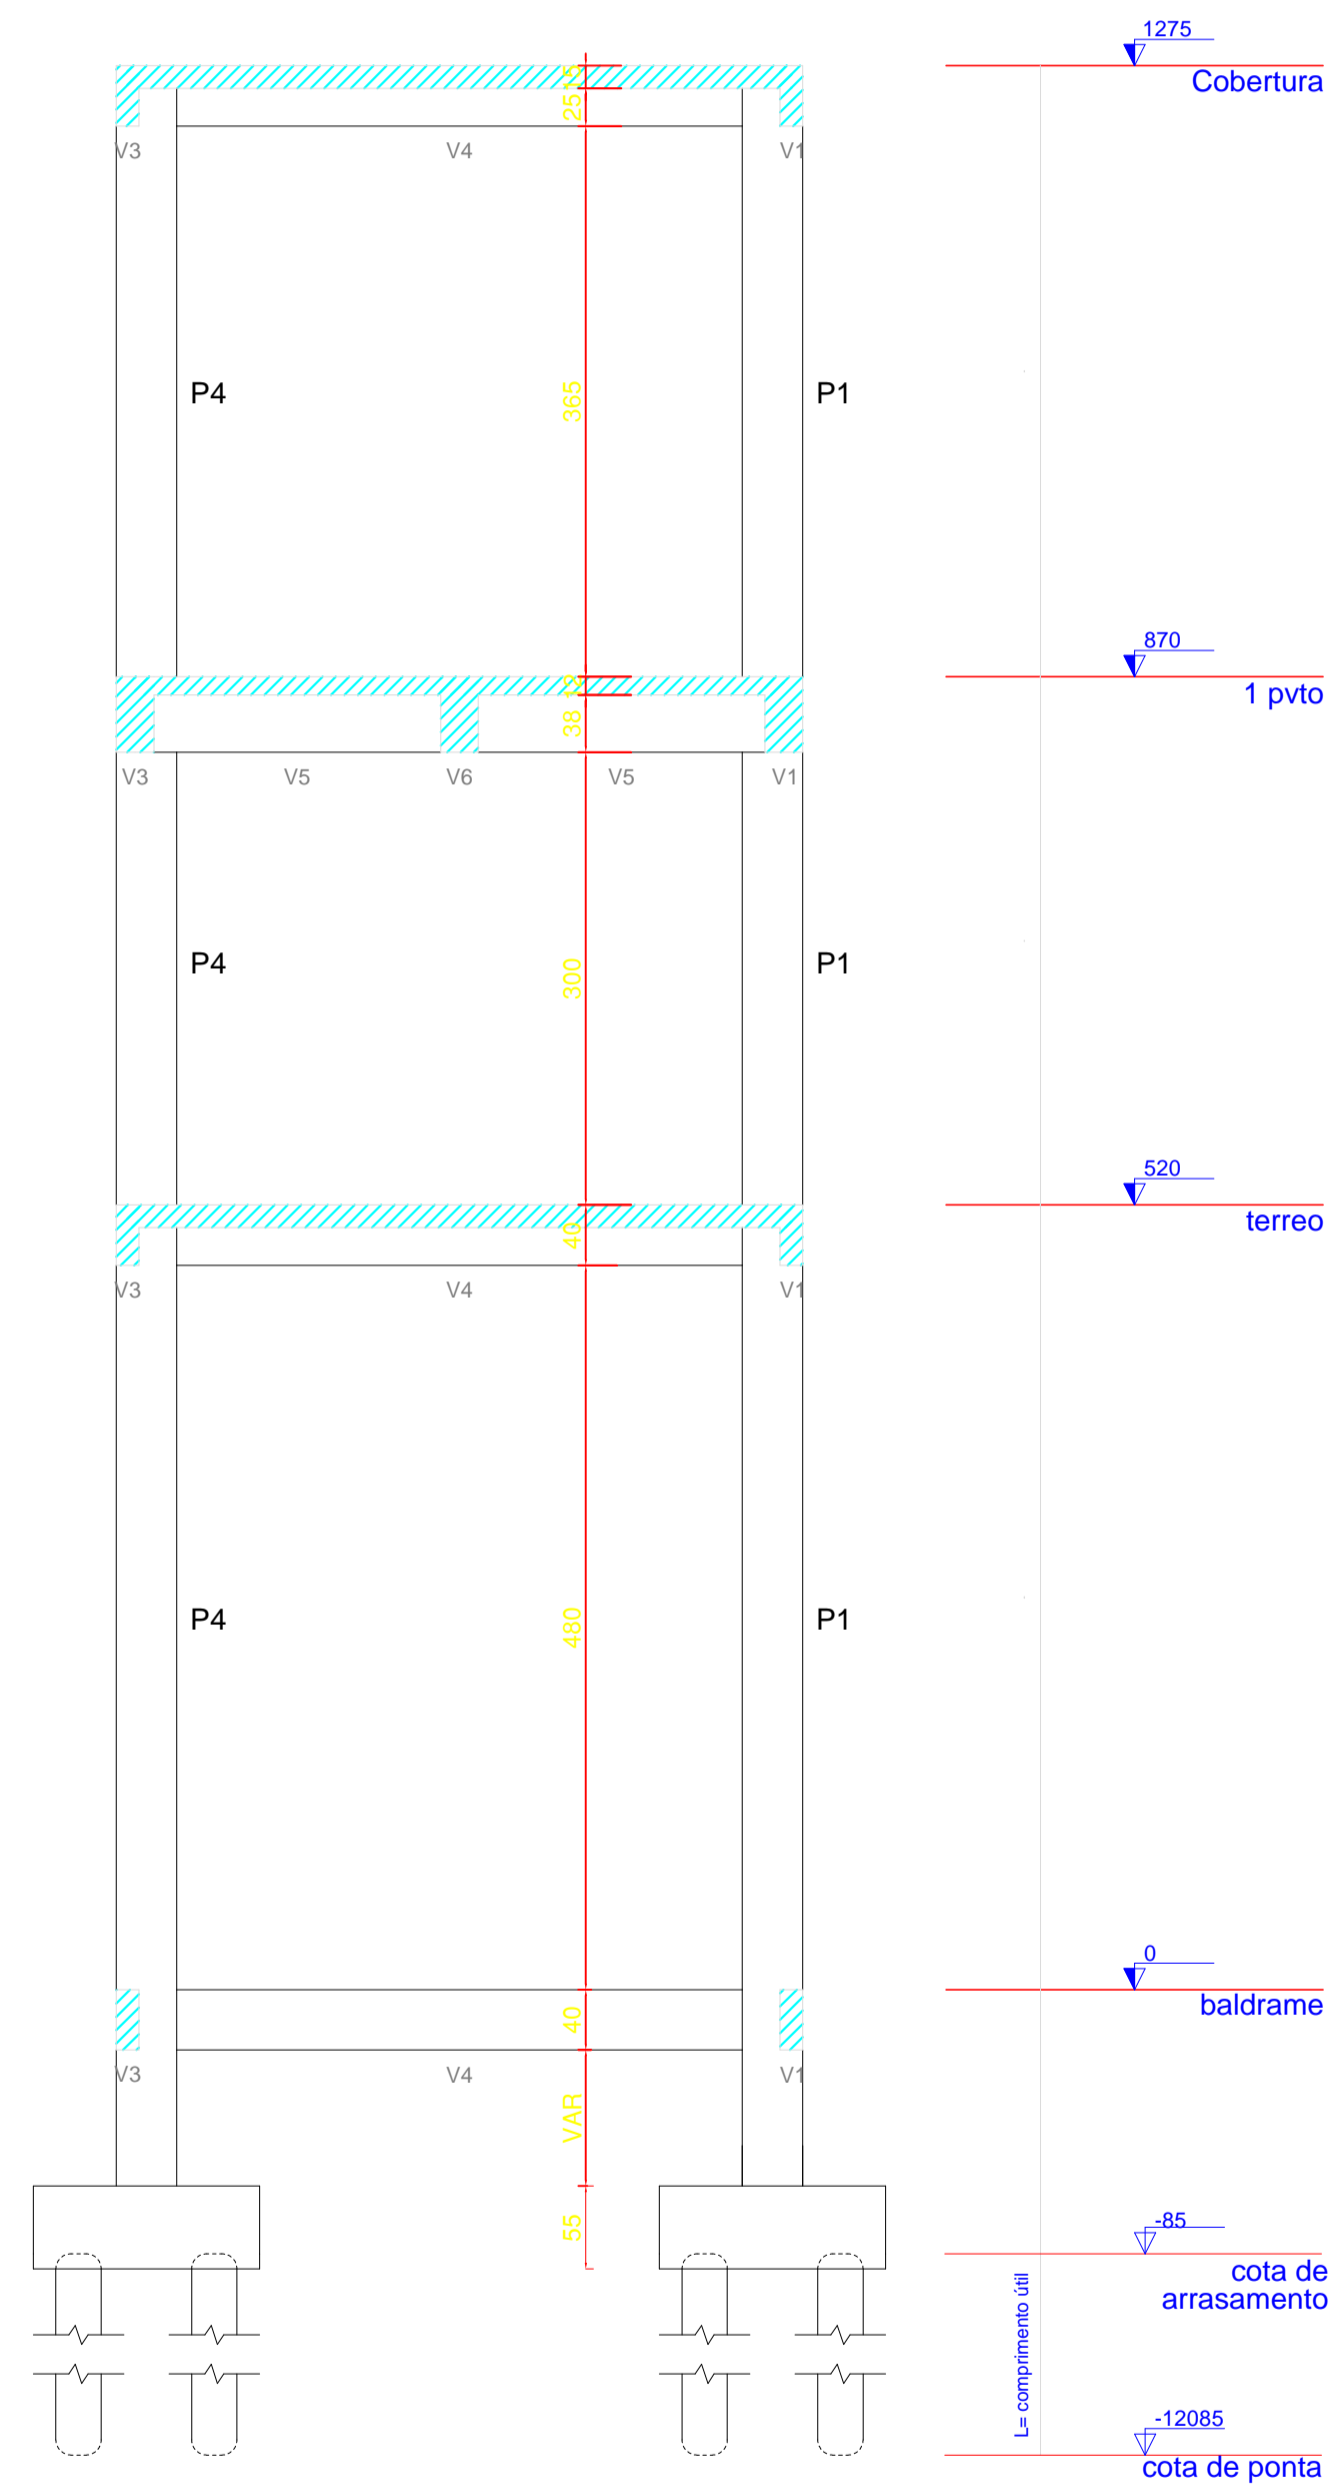 1275
Cobertura
15
25
V3 V4 V1
P4 365 P1
870
1 pvto
12
38
V3 V5 V6 V5 V1
P4 300 P1
520
terreo
40
V3 V4 V1
P4 480 P1
0
baldrame
40
V3 V4 V1
VAR
55
-85
cota de
arrasamento
L= comprimento útil
-12085
cota de ponta